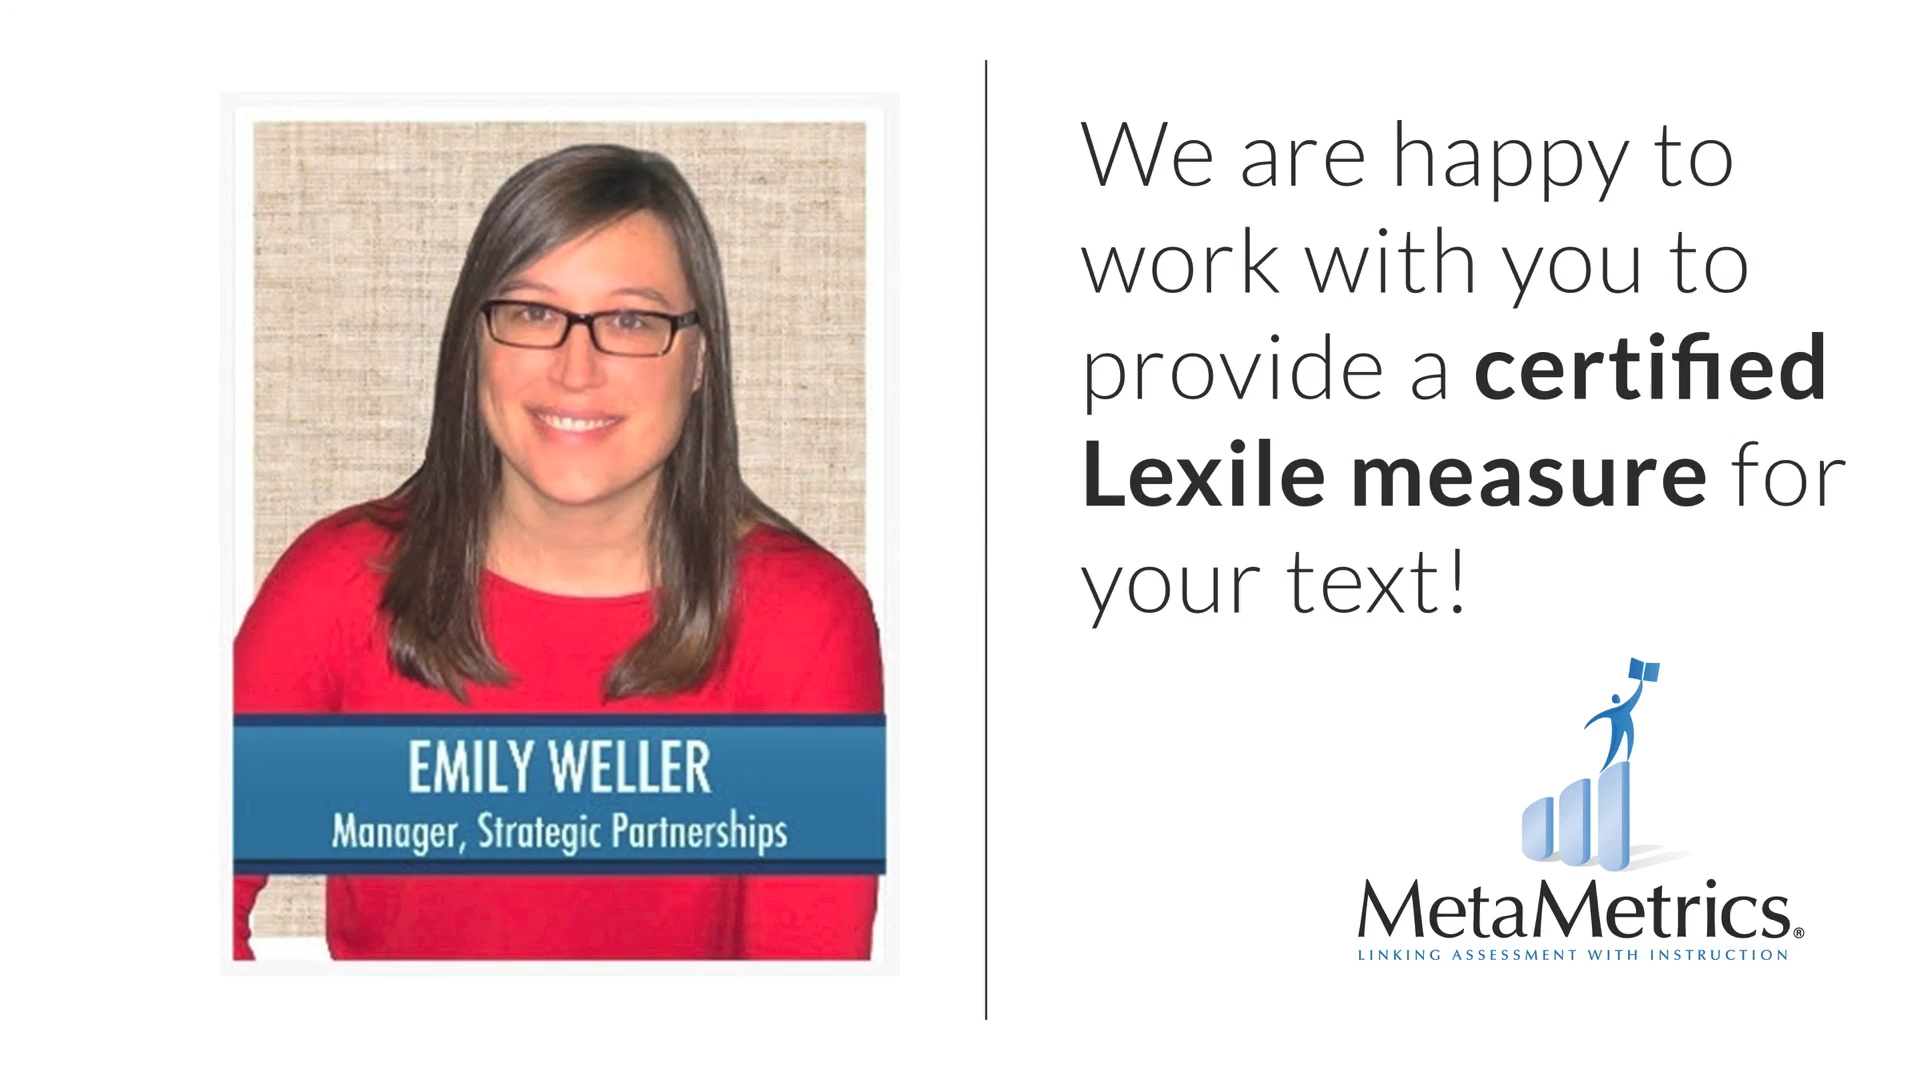 EMILY WELLER
Manager, Strategic Partnerships
We are happy to
work with you to
provide a certified
Lexile measure for
your text!
MetaMetrics®
LINKING ASSESSMENT WITH INSTRUCTION